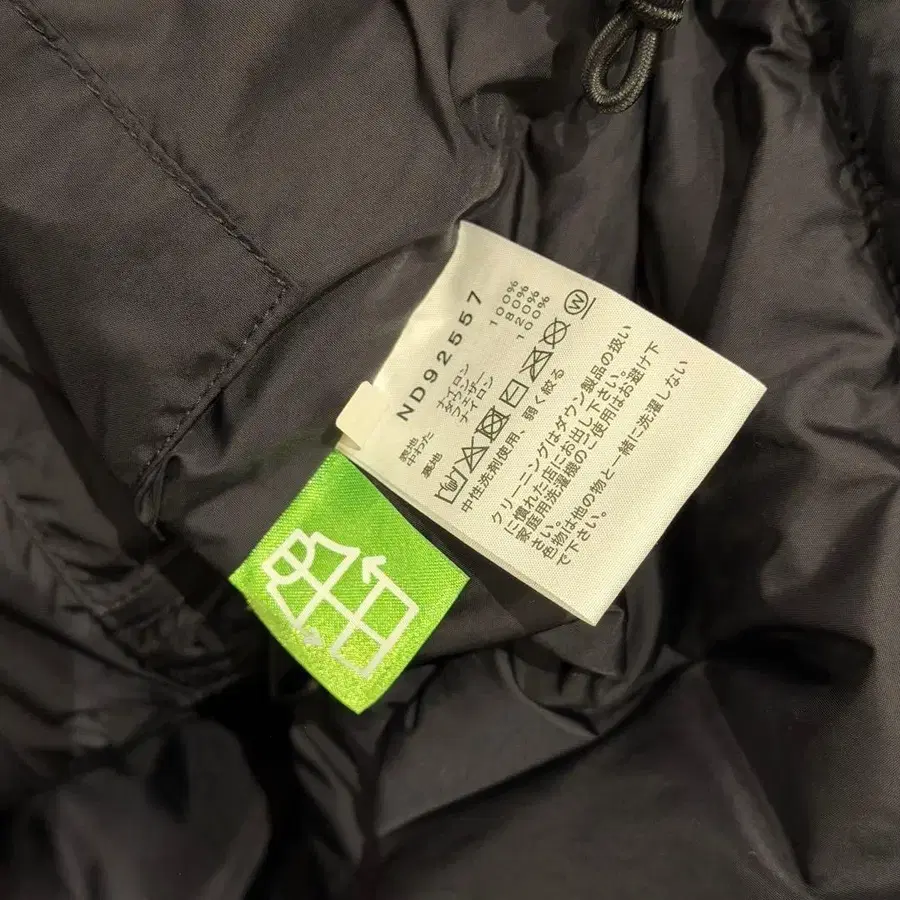 ND92557
表地 ナイロン 100%
中わた ダウン 80%
フェザー 20%
裏地 ナイロン 100%
W
中性洗剤使用、弱く絞る
クリーニングはダウン製品の扱い
に慣れた店にお出し下さい。
家庭用洗濯機のご使用はお避け下
さい。
色物は他の物と一緒に洗濯しない
で下さい。